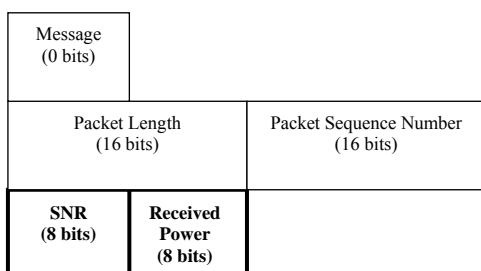 Message
(0 bits)
Packet Length
(16 bits)
Packet Sequence Number
(16 bits)
SNR
(8 bits)
Received
Power
(8 bits)